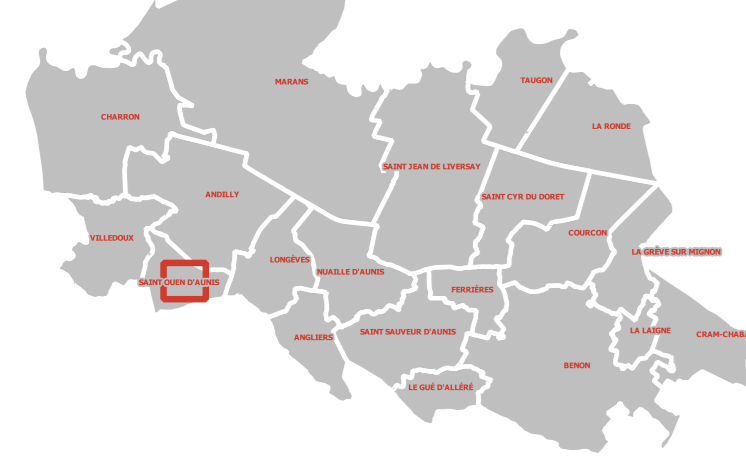 TAUGON
MARANS
CHARRON
LA RONDE
SAINT JEAN DE LIVERSAY
ANDILLY
SAINT CYR DU DORET
COURCON
VILLEDOUX
LA GRÈVE SUR MIGNON
LONGÈVES
NUAILLE D'AUNIS
SAINT OUEN D'AUNIS
FERRIÈRES
SAINT SAUVEUR D'AUNIS
LA LAIGNE
CRAM-CHABA
ANGLIERS
BENON
LE GUÉ D'ALLÉRÉ